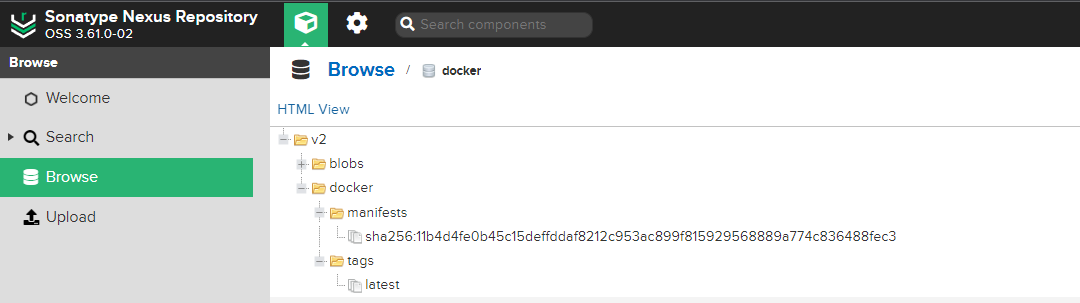 Sonatype Nexus Repository
OSS 3.61.0-02
Search components
Browse
Welcome
Search
Browse
Upload
Browse / docker
HTML View
v2
blobs
docker
manifests
sha256:11b4d4fe0b45c15deffddaf8212c953ac899f815929568889a774c836488fec3
tags
latest